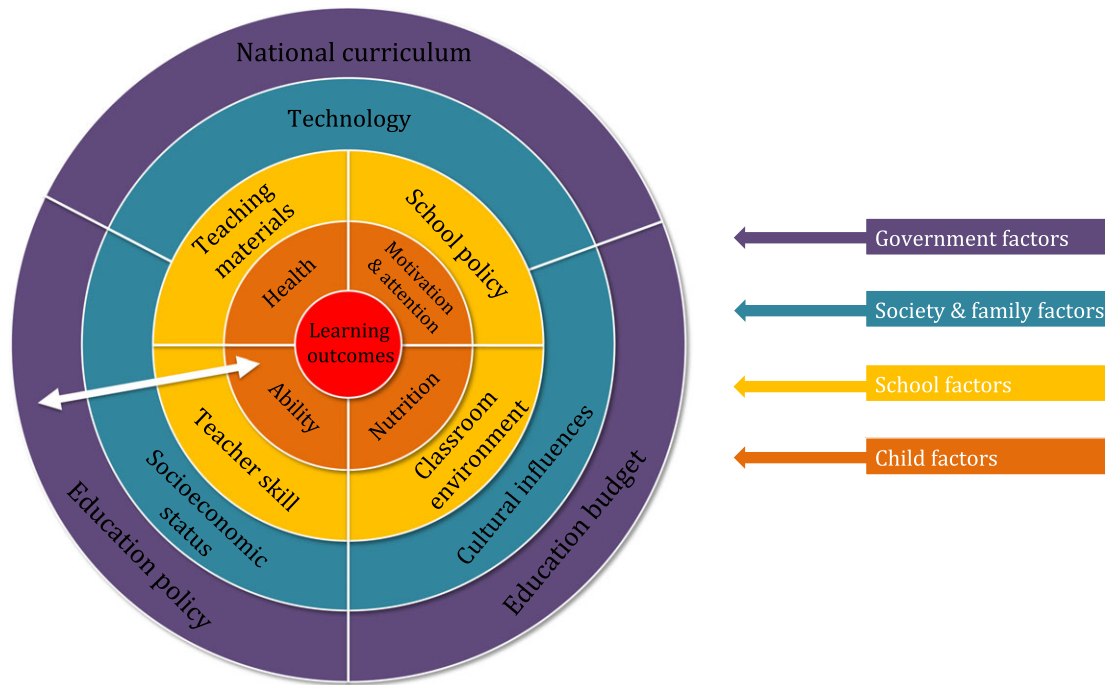 National curriculum
Technology
Teaching
materials
School policy
Health
Motivation
& attention
Learning
outcomes
Ability
Nutrition
Teacher skill
Classroom
environment
Socioeconomic
status
Cultural influences
Education policy
Education budget
Government factors
Society & family factors
School factors
Child factors